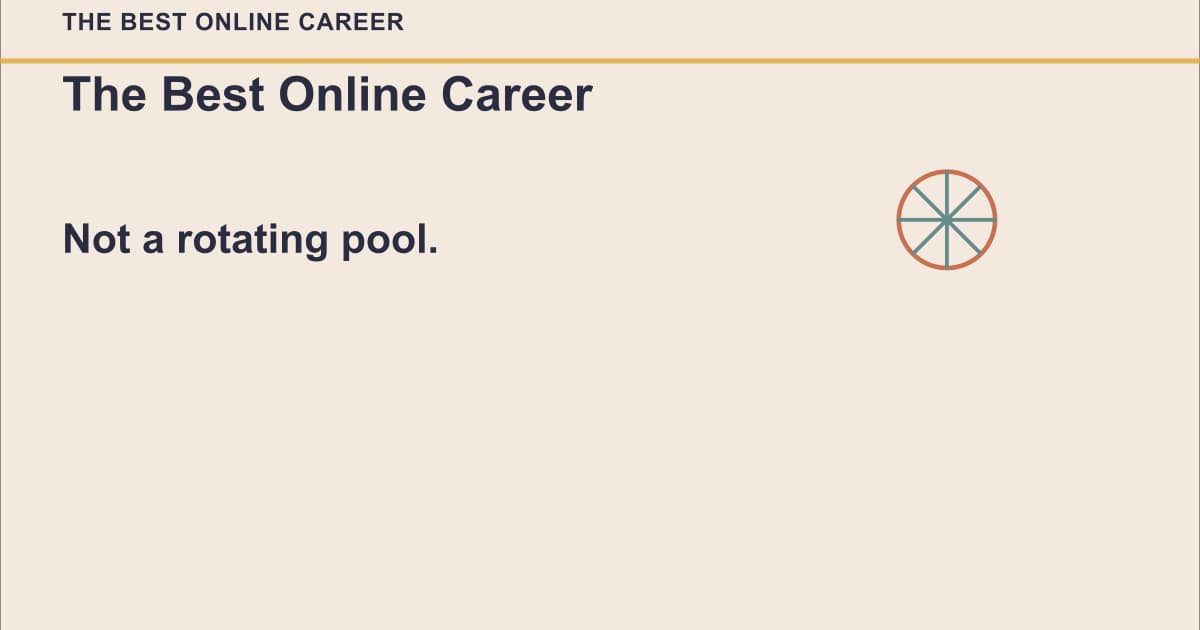 THE BEST ONLINE CAREER
The Best Online Career
Not a rotating pool.